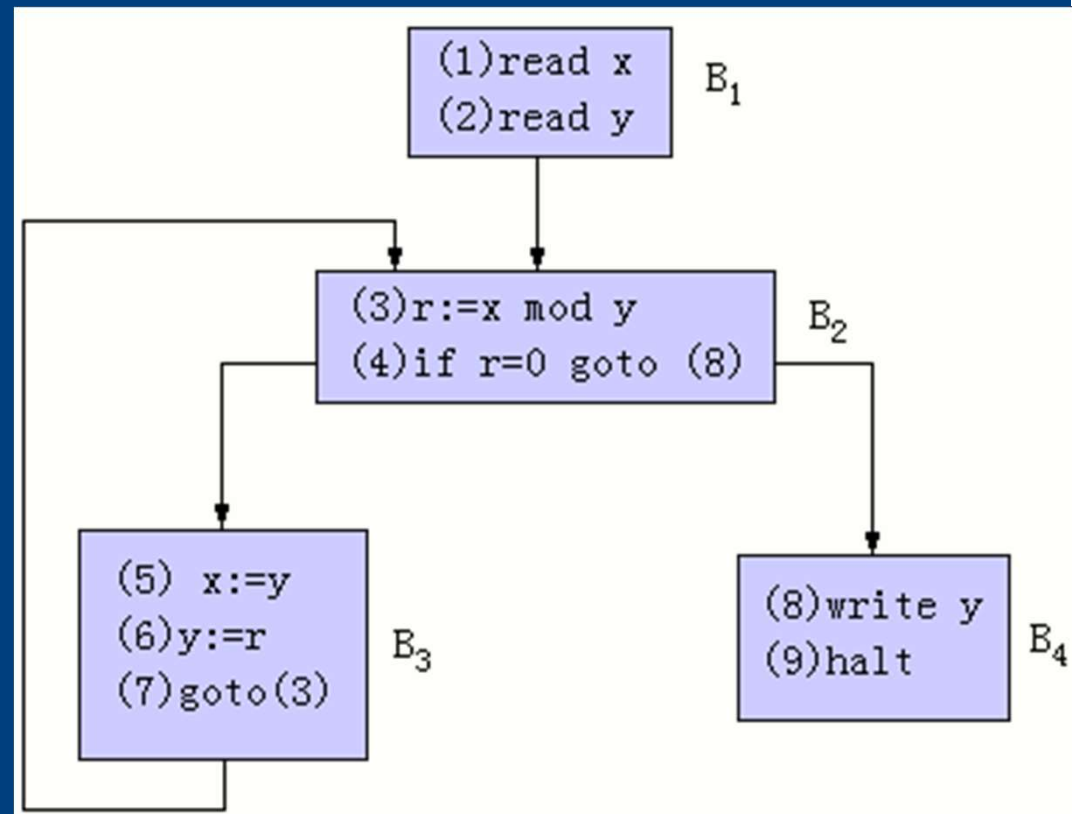 (1)read x
(2)read y
B₁
(3)r:=x mod y
(4)if r=0 goto (8)
B₂
(5) x:=y
(6)y:=r
(7)goto(3)
B₃
(8)write y
(9)halt
B₄